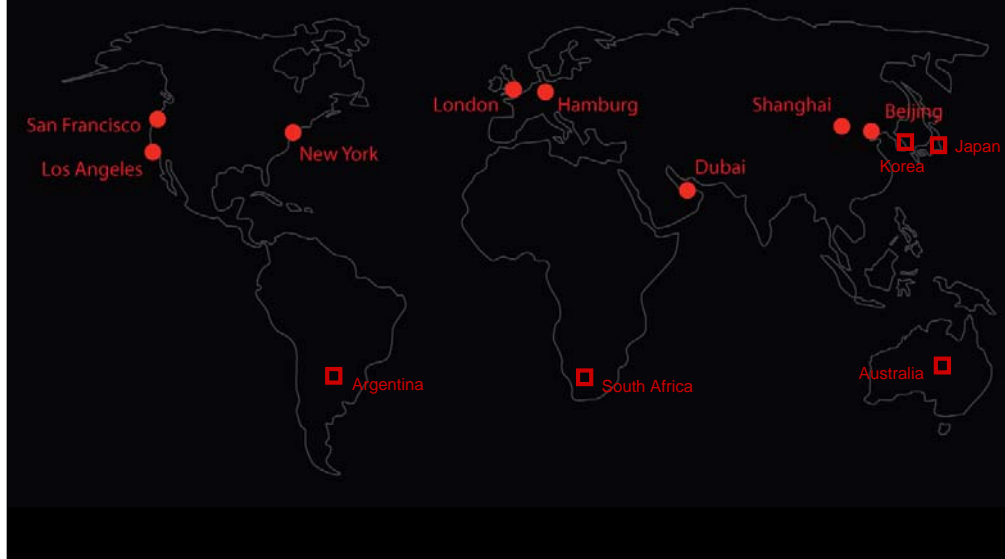 London
Hamburg
Shanghai
Beijing
San Francisco
New York
Japan
Los Angeles
Korea
Dubai
Argentina
South Africa
Australia